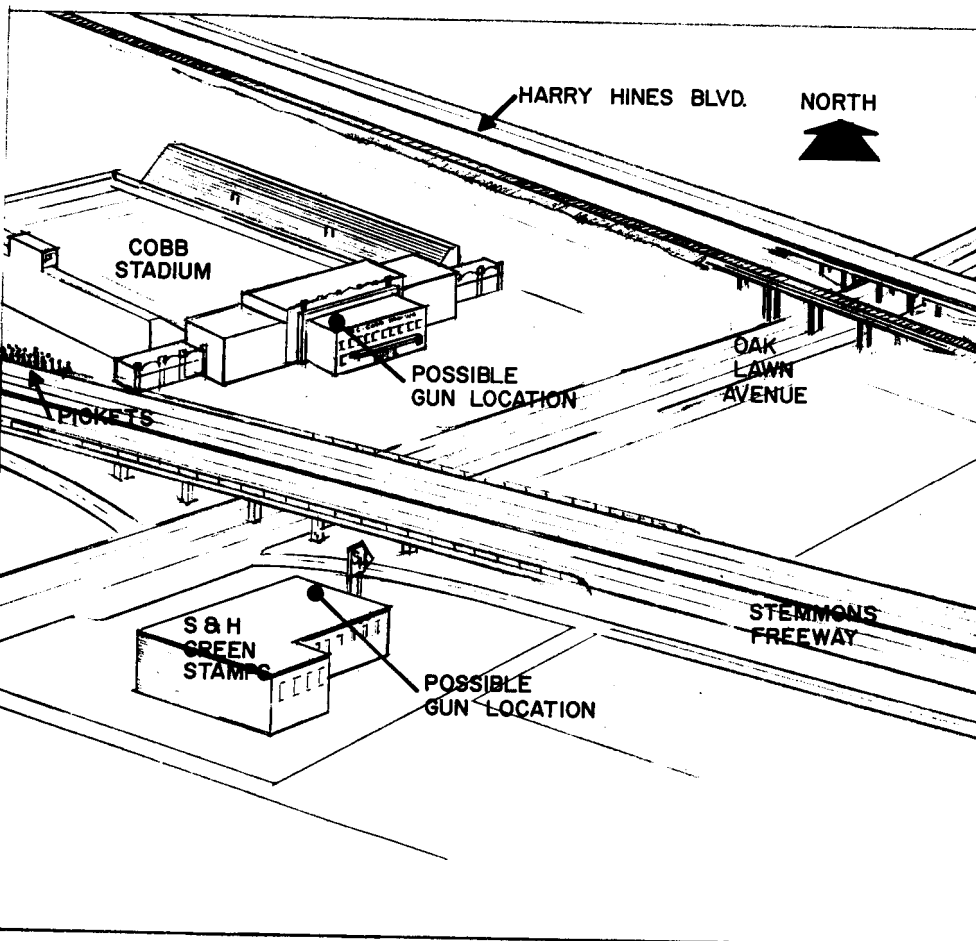 HARRY HINES BLVD.
NORTH
COBB
STADIUM
OAK
LAWN
AVENUE
POSSIBLE
GUN LOCATION
PICKETS
STEMMONS
FREEWAY
S & H
GREEN
STAMPS
POSSIBLE
GUN LOCATION